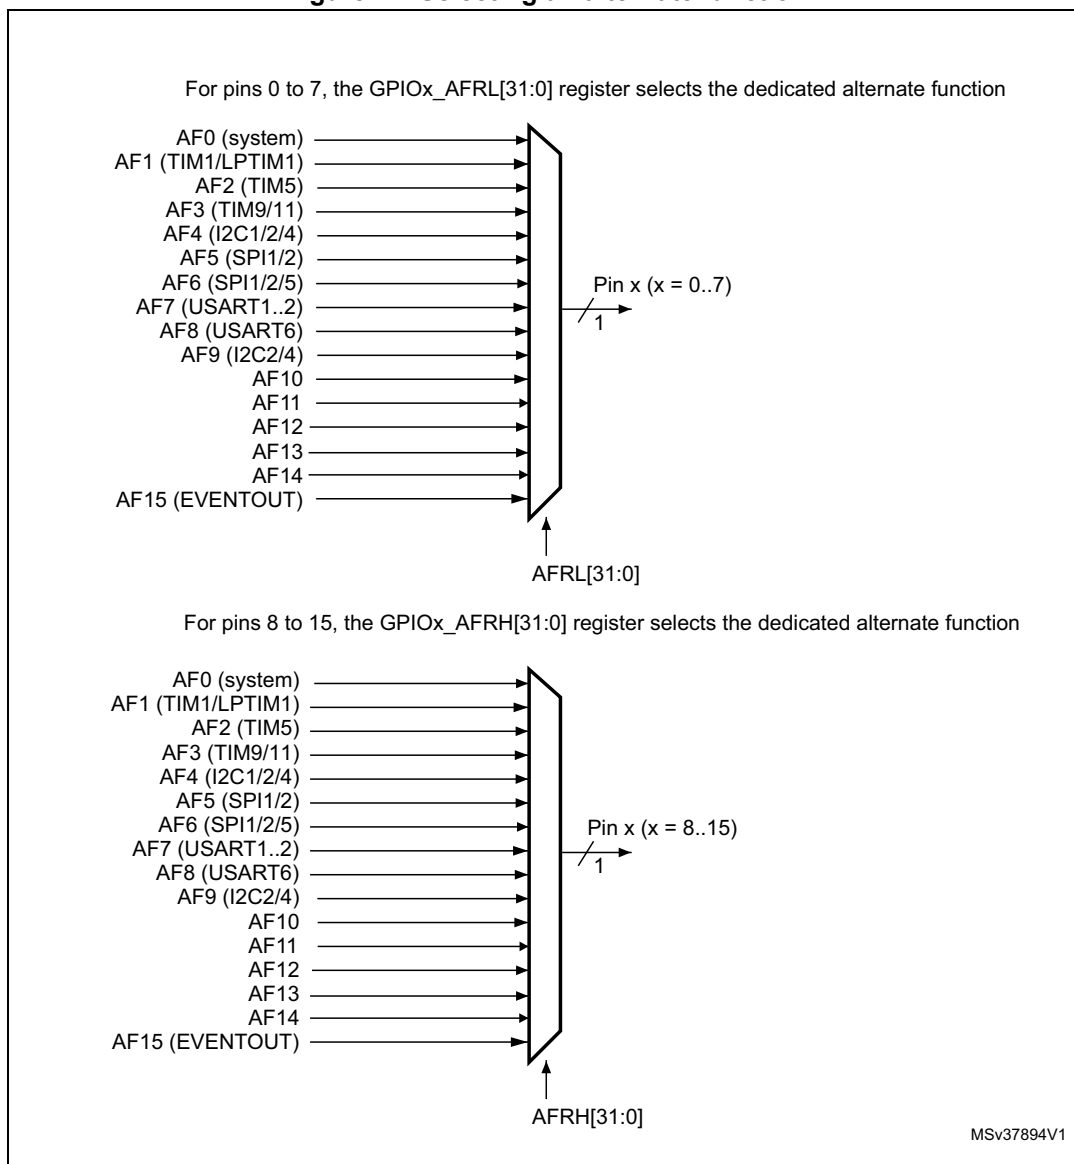 For pins 0 to 7, the GPIOx_AFRL[31:0] register selects the dedicated alternate function
AF0 (system)
AF1 (TIM1/LPTIM1)
AF2 (TIM5)
AF3 (TIM9/11)
AF4 (I2C1/2/4)
AF5 (SPI1/2)
AF6 (SPI1/2/5)
AF7 (USART1..2)
AF8 (USART6)
AF9 (I2C2/4)
AF10
AF11
AF12
AF13
AF14
AF15 (EVENTOUT)
Pin x (x = 0..7)
1
AFRL[31:0]
For pins 8 to 15, the GPIOx_AFRH[31:0] register selects the dedicated alternate function
AF0 (system)
AF1 (TIM1/LPTIM1)
AF2 (TIM5)
AF3 (TIM9/11)
AF4 (I2C1/2/4)
AF5 (SPI1/2)
AF6 (SPI1/2/5)
AF7 (USART1..2)
AF8 (USART6)
AF9 (I2C2/4)
AF10
AF11
AF12
AF13
AF14
AF15 (EVENTOUT)
Pin x (x = 8..15)
1
AFRH[31:0]
MSv37894V1